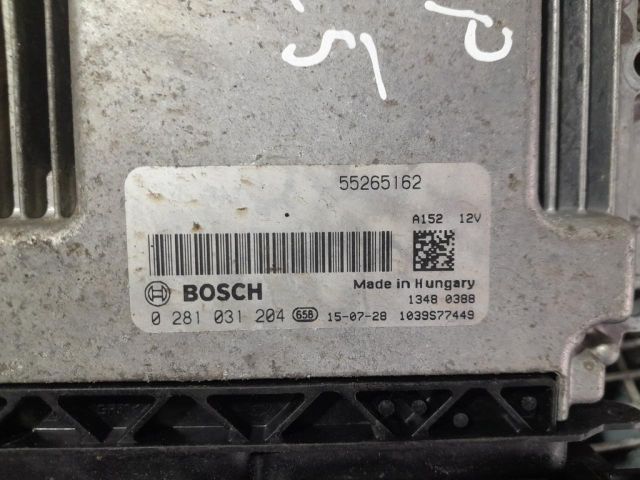 55265162
A152 12V
BOSCH
Made in Hungary
1348 0388
0 281 031 204 658 15-07-28 1039S77449